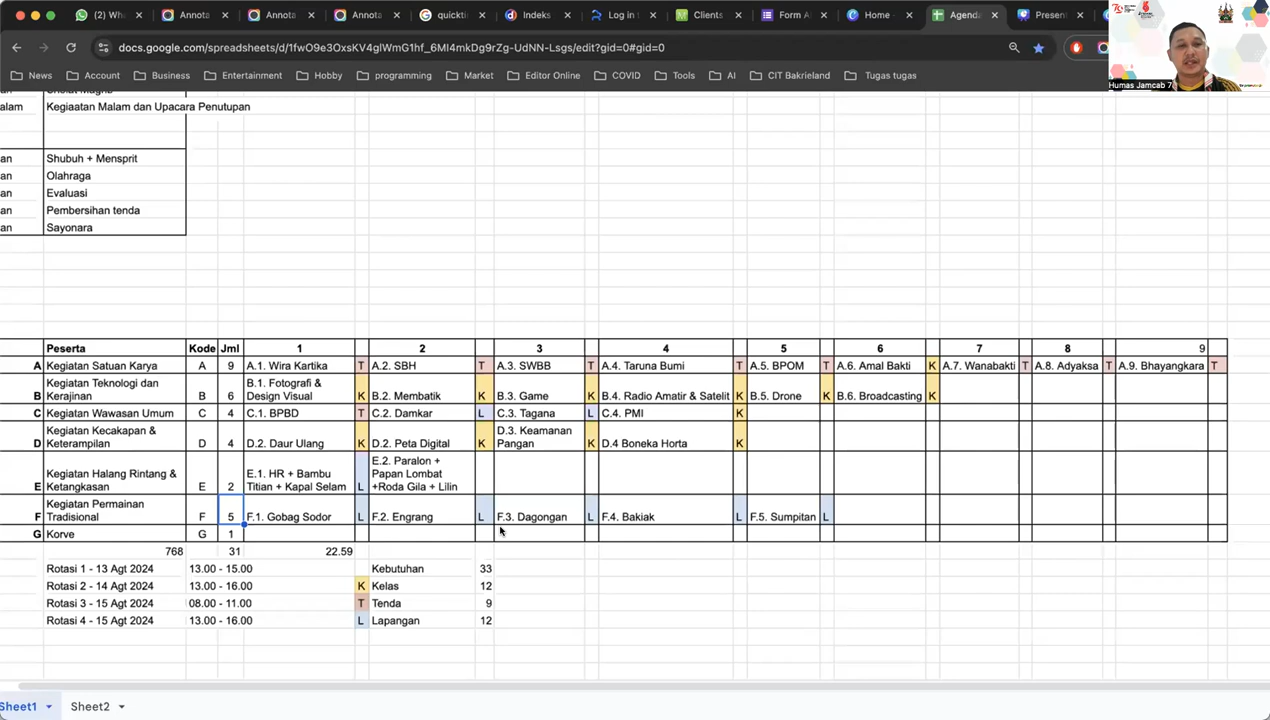 (2) Wha
Annota
Annota
Annota
quickti
Indeks
Log in
Clients
Form A
Home -
Agend
Presen
docs.google.com/spreadsheets/d/1fwO9e3OxsKV4glWmG1hf_6MI4mkDg9rZg-UdNN-Lsgs/edit?gid=0#gid=0
News Account Business Entertainment Hobby programming Market Editor Online COVID Tools AI CIT Bakrieland Tugas tugas
Humas Jamcab 7
alam Kegiaatan Malam dan Upacara Penutupan
an Shubuh + Mensprit
an Olahraga
an Evaluasi
an Pembersihan tenda
an Sayonara
Peserta Kode Jml 1 2 3 4 5 6 7 8 9
A Kegiatan Satuan Karya A 9 A.1. Wira Kartika T A.2. SBH T A.3. SWBB T A.4. Taruna Bumi T A.5. BPOM T A.6. Amal Bakti K A.7. Wanabakti T A.8. Adyaksa T A.9. Bhayangkara T
B Kegiatan Teknologi dan Kerajinan B 6 B.1. Fotografi & Design Visual K B.2. Membatik K B.3. Game K B.4. Radio Amatir & Satelit K B.5. Drone K B.6. Broadcasting K
C Kegiatan Wawasan Umum C 4 C.1. BPBD T C.2. Damkar L C.3. Tagana L C.4. PMI K
D Kegiatan Kecakapan & Keterampilan D 4 D.2. Daur Ulang K D.2. Peta Digital K D.3. Keamanan Pangan K D.4 Boneka Horta K
E Kegiatan Halang Rintang & Ketangkasan E 2 E.1. HR + Bambu Titian + Kapal Selam L E.2. Paralon + Papan Lombat +Roda Gila + Lilin
F Kegiatan Permainan Tradisional F 5 F.1. Gobag Sodor L F.2. Engrang L F.3. Dagongan L F.4. Bakiak L F.5. Sumpitan L
G Korve G 1
768 31 22.59
Rotasi 1 - 13 Agt 2024 13.00 - 15.00 Kebutuhan 33
Rotasi 2 - 14 Agt 2024 13.00 - 16.00 K Kelas 12
Rotasi 3 - 15 Agt 2024 08.00 - 11.00 T Tenda 9
Rotasi 4 - 15 Agt 2024 13.00 - 16.00 L Lapangan 12
Sheet1 Sheet2